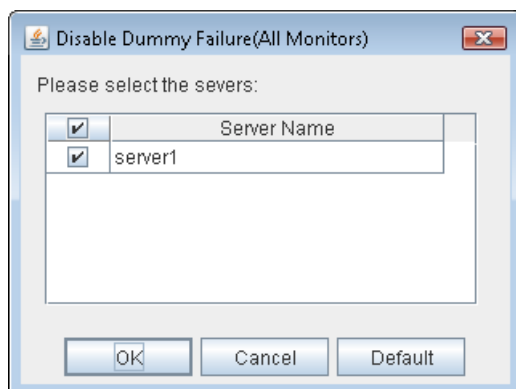 Disable Dummy Failure(All Monitors)
Please select the severs:
Server Name
server1
OK Cancel Default